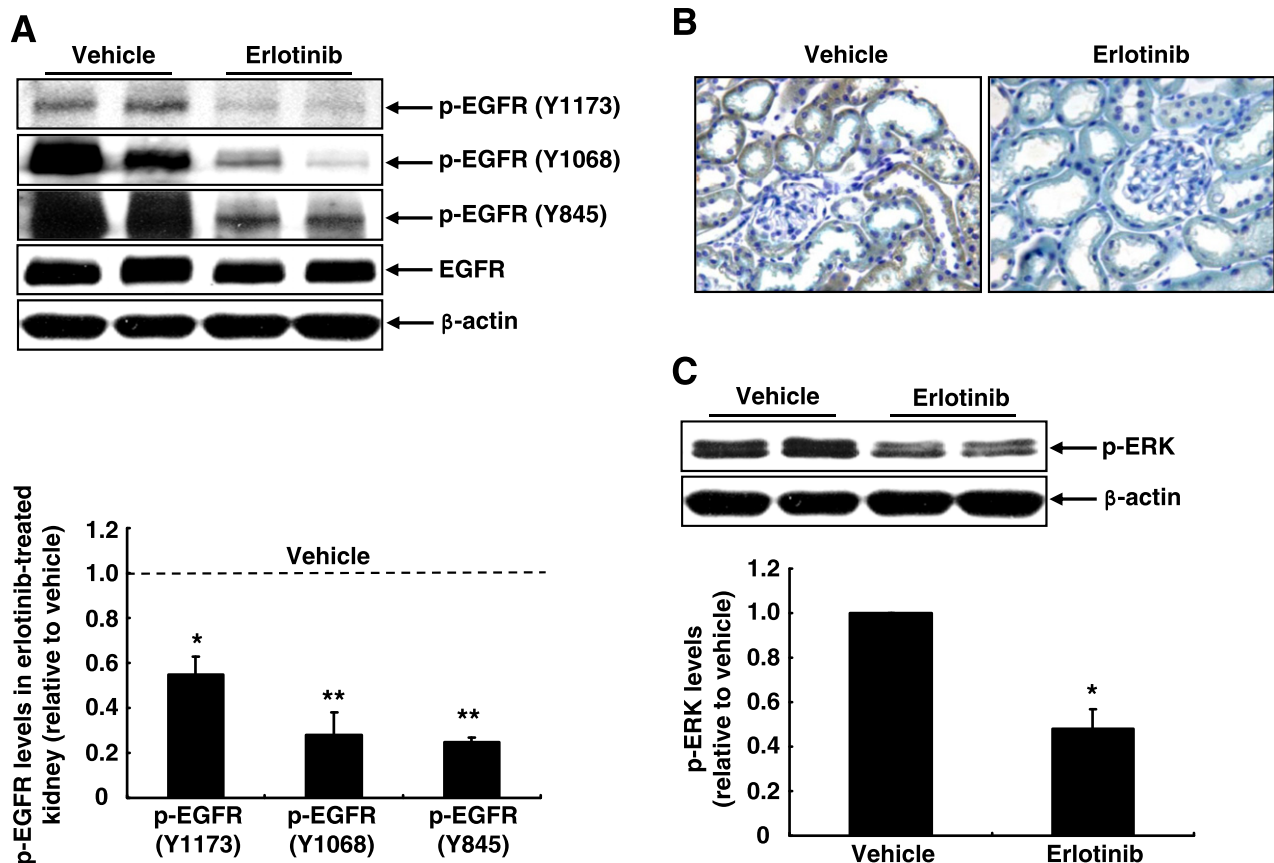 A
Vehicle Erlotinib
p-EGFR (Y1173)
p-EGFR (Y1068)
p-EGFR (Y845)
EGFR
β-actin
p-EGFR levels in erlotinib-treated
kidney (relative to vehicle)
1.2
1.0
0.8
0.6
0.4
0.2
0
Vehicle
*
**
**
p-EGFR
(Y1173)
p-EGFR
(Y1068)
p-EGFR
(Y845)
B
Vehicle Erlotinib
C
Vehicle Erlotinib
p-ERK
β-actin
p-ERK levels
(relative to vehicle)
1.2
1.0
0.8
0.6
0.4
0.2
0
*
Vehicle Erlotinib